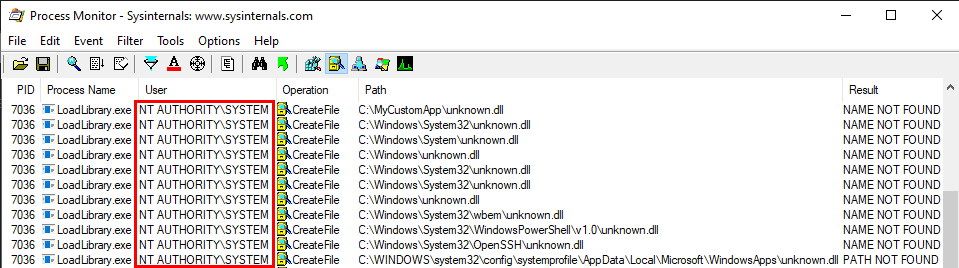 Process Monitor - Sysinternals: www.sysinternals.com
File Edit Event Filter Tools Options Help
PID Process Name User Operation Path Result
7036 LoadLibrary.exe NT AUTHORITY\SYSTEM CreateFile C:\MyCustomApp\unknown.dll NAME NOT FOUND
7036 LoadLibrary.exe NT AUTHORITY\SYSTEM CreateFile C:\Windows\System32\unknown.dll NAME NOT FOUND
7036 LoadLibrary.exe NT AUTHORITY\SYSTEM CreateFile C:\Windows\System\unknown.dll NAME NOT FOUND
7036 LoadLibrary.exe NT AUTHORITY\SYSTEM CreateFile C:\Windows\unknown.dll NAME NOT FOUND
7036 LoadLibrary.exe NT AUTHORITY\SYSTEM CreateFile C:\Windows\System32\unknown.dll NAME NOT FOUND
7036 LoadLibrary.exe NT AUTHORITY\SYSTEM CreateFile C:\Windows\System32\unknown.dll NAME NOT FOUND
7036 LoadLibrary.exe NT AUTHORITY\SYSTEM CreateFile C:\Windows\unknown.dll NAME NOT FOUND
7036 LoadLibrary.exe NT AUTHORITY\SYSTEM CreateFile C:\Windows\System32\wbem\unknown.dll NAME NOT FOUND
7036 LoadLibrary.exe NT AUTHORITY\SYSTEM CreateFile C:\Windows\System32\WindowsPowerShell\v1.0\unknown.dll NAME NOT FOUND
7036 LoadLibrary.exe NT AUTHORITY\SYSTEM CreateFile C:\Windows\System32\OpenSSH\unknown.dll NAME NOT FOUND
7036 LoadLibrary.exe NT AUTHORITY\SYSTEM CreateFile C:\WINDOWS\system32\config\systemprofile\AppData\Local\Microsoft\WindowsApps\unknown.dll PATH NOT FOUND